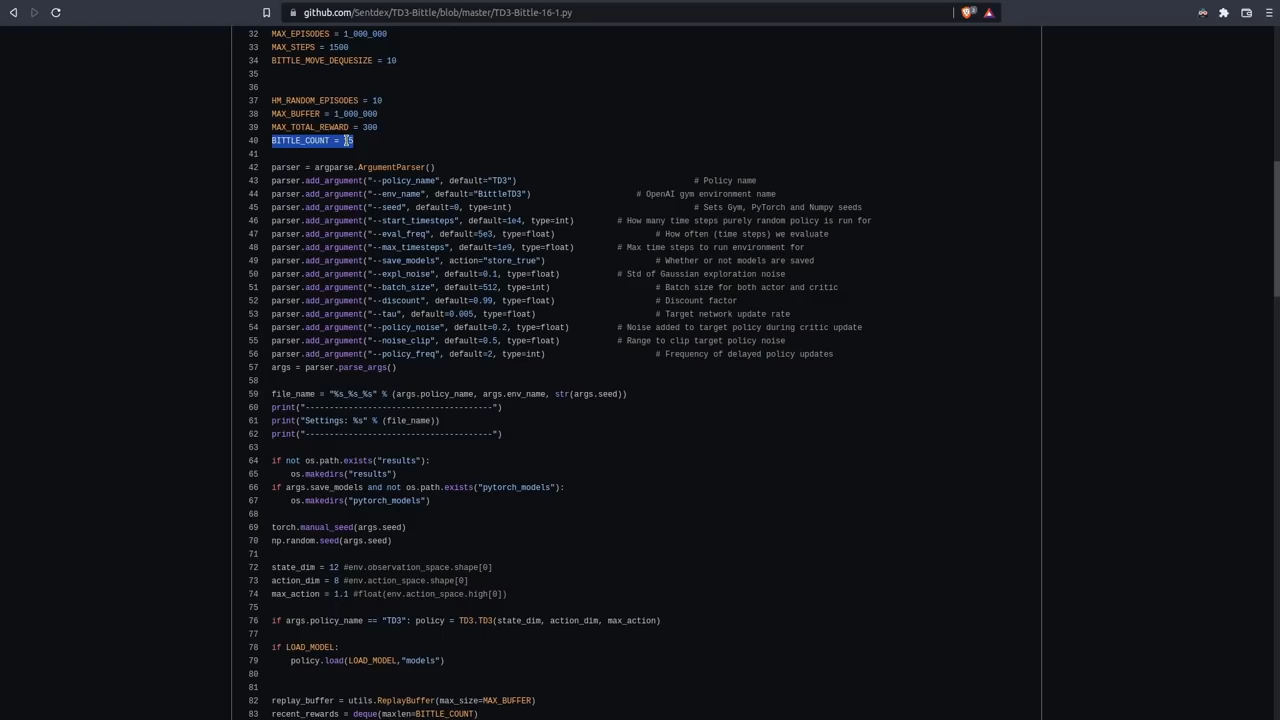 github.com/Sentdex/TD3-Bittle/blob/master/TD3-Bittle-16-1.py
32 MAX_EPISODES = 1_000_000
33 MAX_STEPS = 1500
34 BITTLE_MOVE_DEQUESIZE = 10
35
36
37 HM_RANDOM_EPISODES = 10
38 MAX_BUFFER = 1_000_000
39 MAX_TOTAL_REWARD = 300
40 BITTLE_COUNT =
41
42 parser = argparse.ArgumentParser()
43 parser.add_argument("--policy_name", default="TD3") # Policy name
44 parser.add_argument("--env_name", default="BittleTD3") # OpenAI gym environment name
45 parser.add_argument("--seed", default=0, type=int) # Sets Gym, PyTorch and Numpy seeds
46 parser.add_argument("--start_timesteps", default=1e4, type=int) # How many time steps purely random policy is run for
47 parser.add_argument("--eval_freq", default=5e3, type=float) # How often (time steps) we evaluate
48 parser.add_argument("--max_timesteps", default=1e9, type=float) # Max time steps to run environment for
49 parser.add_argument("--save_models", action="store_true") # Whether or not models are saved
50 parser.add_argument("--expl_noise", default=0.1, type=float) # Std of Gaussian exploration noise
51 parser.add_argument("--batch_size", default=512, type=int) # Batch size for both actor and critic
52 parser.add_argument("--discount", default=0.99, type=float) # Discount factor
53 parser.add_argument("--tau", default=0.005, type=float) # Target network update rate
54 parser.add_argument("--policy_noise", default=0.2, type=float) # Noise added to target policy during critic update
55 parser.add_argument("--noise_clip", default=0.5, type=float) # Range to clip target policy noise
56 parser.add_argument("--policy_freq", default=2, type=int) # Frequency of delayed policy updates
57 args = parser.parse_args()
58
59 file_name = "%s_%s_%s" % (args.policy_name, args.env_name, str(args.seed))
60 print("---------------------------------------")
61 print("Settings: %s" % (file_name))
62 print("---------------------------------------")
63
64 if not os.path.exists("results"):
65 os.makedirs("results")
66 if args.save_models and not os.path.exists("pytorch_models"):
67 os.makedirs("pytorch_models")
68
69 torch.manual_seed(args.seed)
70 np.random.seed(args.seed)
71
72 state_dim = 12 #env.observation_space.shape[0]
73 action_dim = 8 #env.action_space.shape[0]
74 max_action = 1.1 #float(env.action_space.high[0])
75
76 if args.policy_name == "TD3": policy = TD3.TD3(state_dim, action_dim, max_action)
77
78 if LOAD_MODEL:
79 policy.load(LOAD_MODEL,"models")
80
81
82 replay_buffer = utils.ReplayBuffer(max_size=MAX_BUFFER)
83 recent_rewards = deque(maxlen=BITTLE_COUNT)